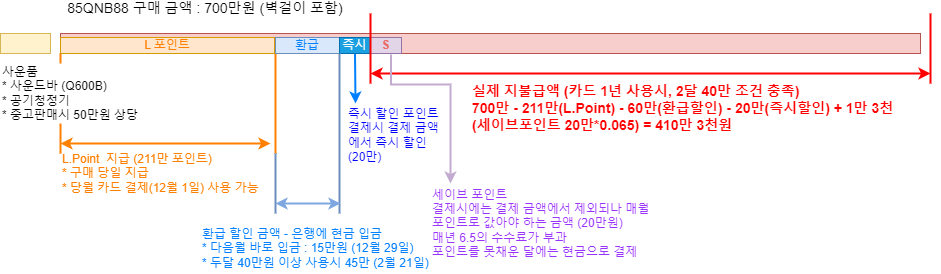 85QNB88 구매 금액 : 700만원 (벽걸이 포함)
L 포인트
환급
즉시
S
사운품
* 사운드바 (Q600B)
* 공기청정기
* 중고판매시 50만원 상당
즉시 할인 포인트
결제시 결제 금액
에서 즉시 할인
(20만)
실제 지불급액 (카드 1년 사용시, 2달 40만 조건 충족)
700만 - 211만(L.Point) - 60만(환급할인) - 20만(즉시할인) + 1만 3천
(세이브포인트 20만*0.065) = 410만 3천원
L.Point 지급 (211만 포인트)
* 구매 당일 지급
* 당월 카드 결제(12월 1일) 사용 가능
세이브 포인트
결제시에는 결제 금액에서 제외되나 매월
포인트로 값아야 하는 금액 (20만원)
매년 6.5의 수수료가 부과
포인트를 못채운 달에는 현금으로 결제
환급 할인 금액 - 은행에 현금 입금
* 다음월 바로 입금 : 15만원 (12월 29일)
* 두달 40만원 이상 사용시 45만 (2월 21일)